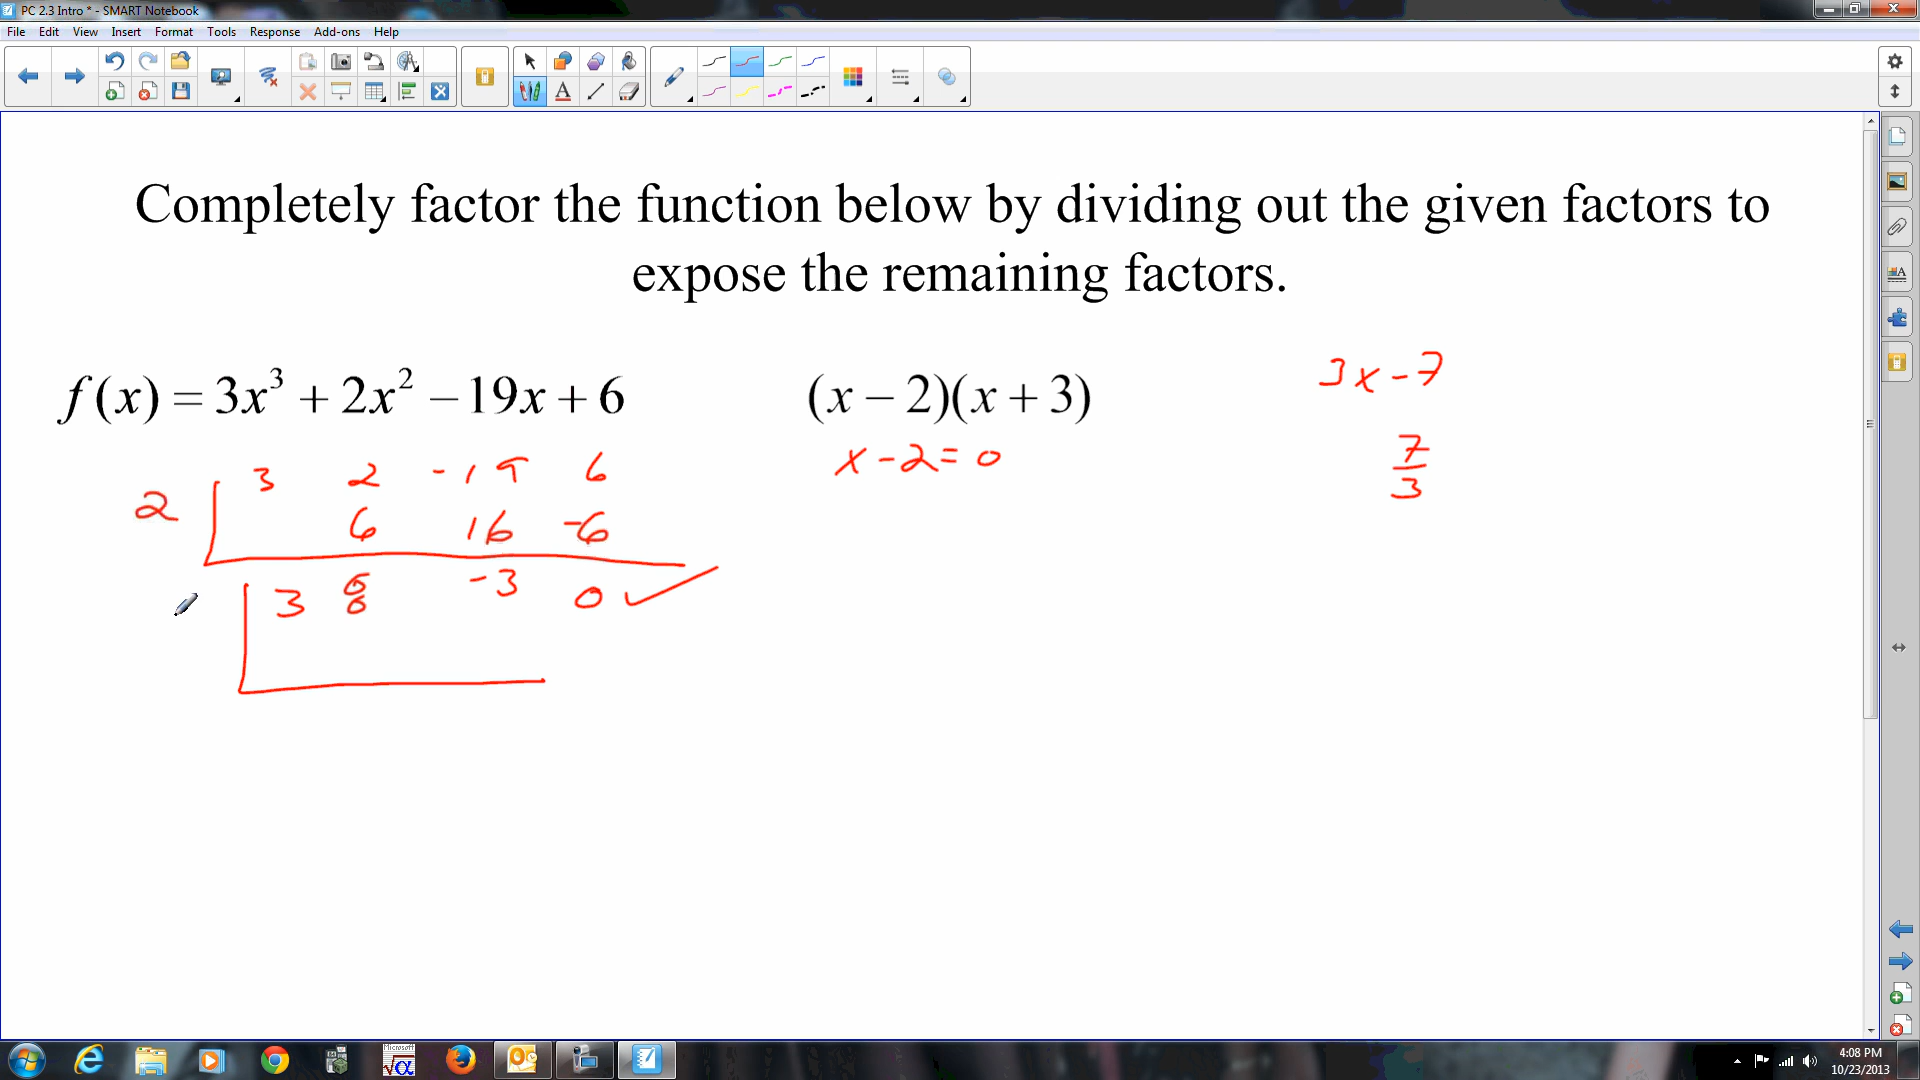 PC 2.3 Intro * - SMART Notebook
File Edit View Insert Format Tools Response Add-ons Help
Completely factor the function below by dividing out the given factors to
expose the remaining factors.
f(x) = 3x³ + 2x² − 19x + 6
(x − 2)(x + 3)
3x - 7
x - 2 = 0
7
3
3 2 -19 6
2
6 16 -6
3 8 -3 0 ✓
Microsoft
√α
4:08 PM
10/23/2013